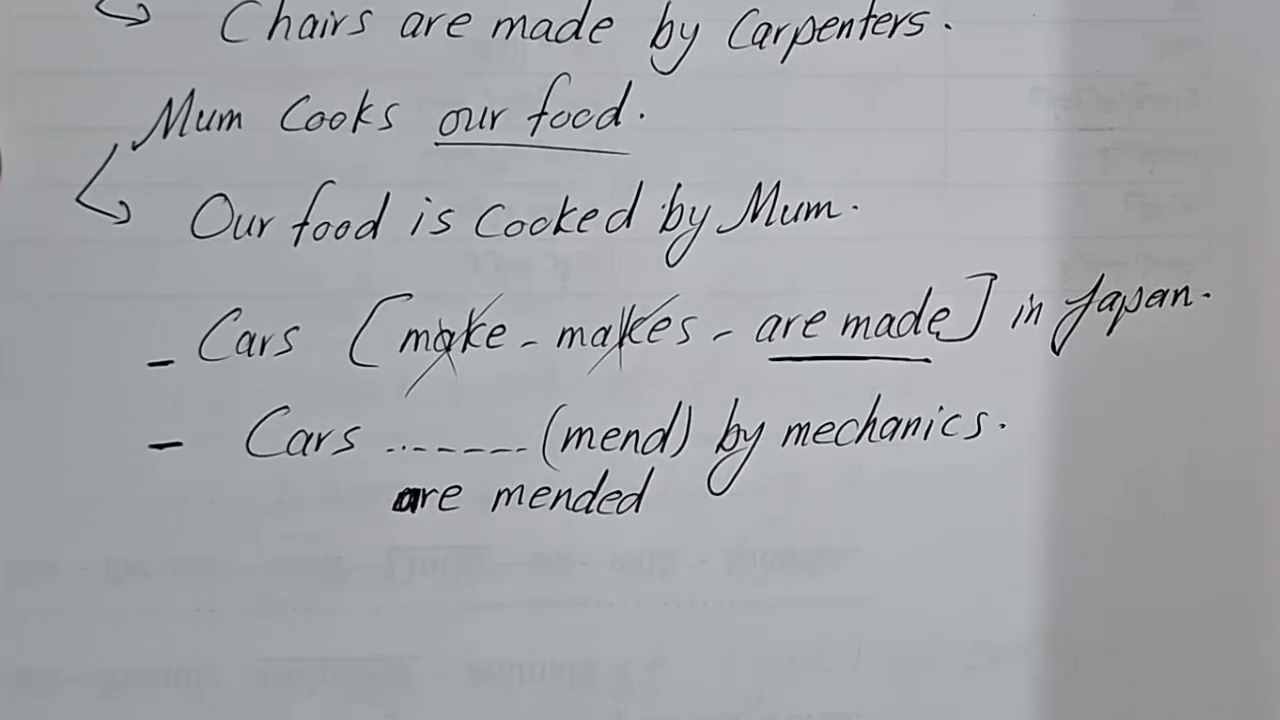 Chairs are made by Carpenters.
Mum Cooks our food.
Our food is Cooked by Mum.
- Cars [make - makes - are made] in Japan.
- Cars ....------ (mend) by mechanics.
are mended